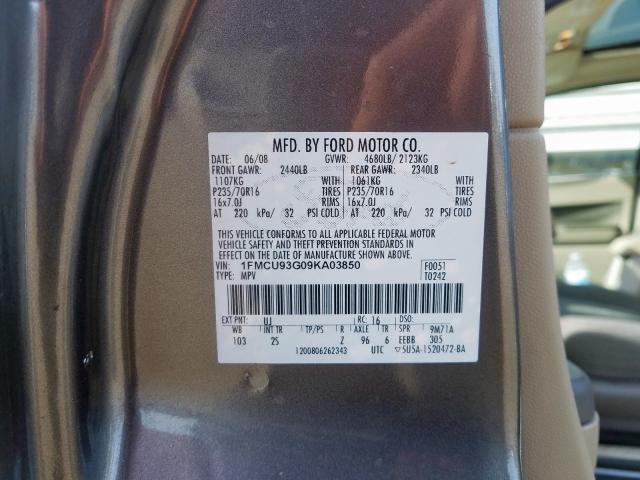 MFD. BY FORD MOTOR CO.
DATE: 06/08 GVWR: 4680LB/ 2123KG
FRONT GAWR: 2440LB REAR GAWR: 2340LB
1107KG WITH 1061KG WITH
P235/70R16 TIRES P235/70R16 TIRES
16x7.0J RIMS 16x7.0J RIMS
AT 220 kPa/ 32 PSI COLD AT 220 kPa/ 32 PSI COLD
THIS VEHICLE CONFORMS TO ALL APPLICABLE FEDERAL MOTOR
VEHICLE SAFETY AND THEFT PREVENTION STANDARDS IN
EFFECT ON THE DATE OF MANUFACTURE SHOWN ABOVE.
VIN: 1FMCU93G09KA03850 F0051
TYPE: MPV T0242
EXT PNT: UJ RC: 16 DSO:
WB INT TR TP/PS R AXLE TR SPR 9M71A
103 2S Z 96 6 EEBB 305
1200806262343 UTC ▽5U5A-1520472-BA